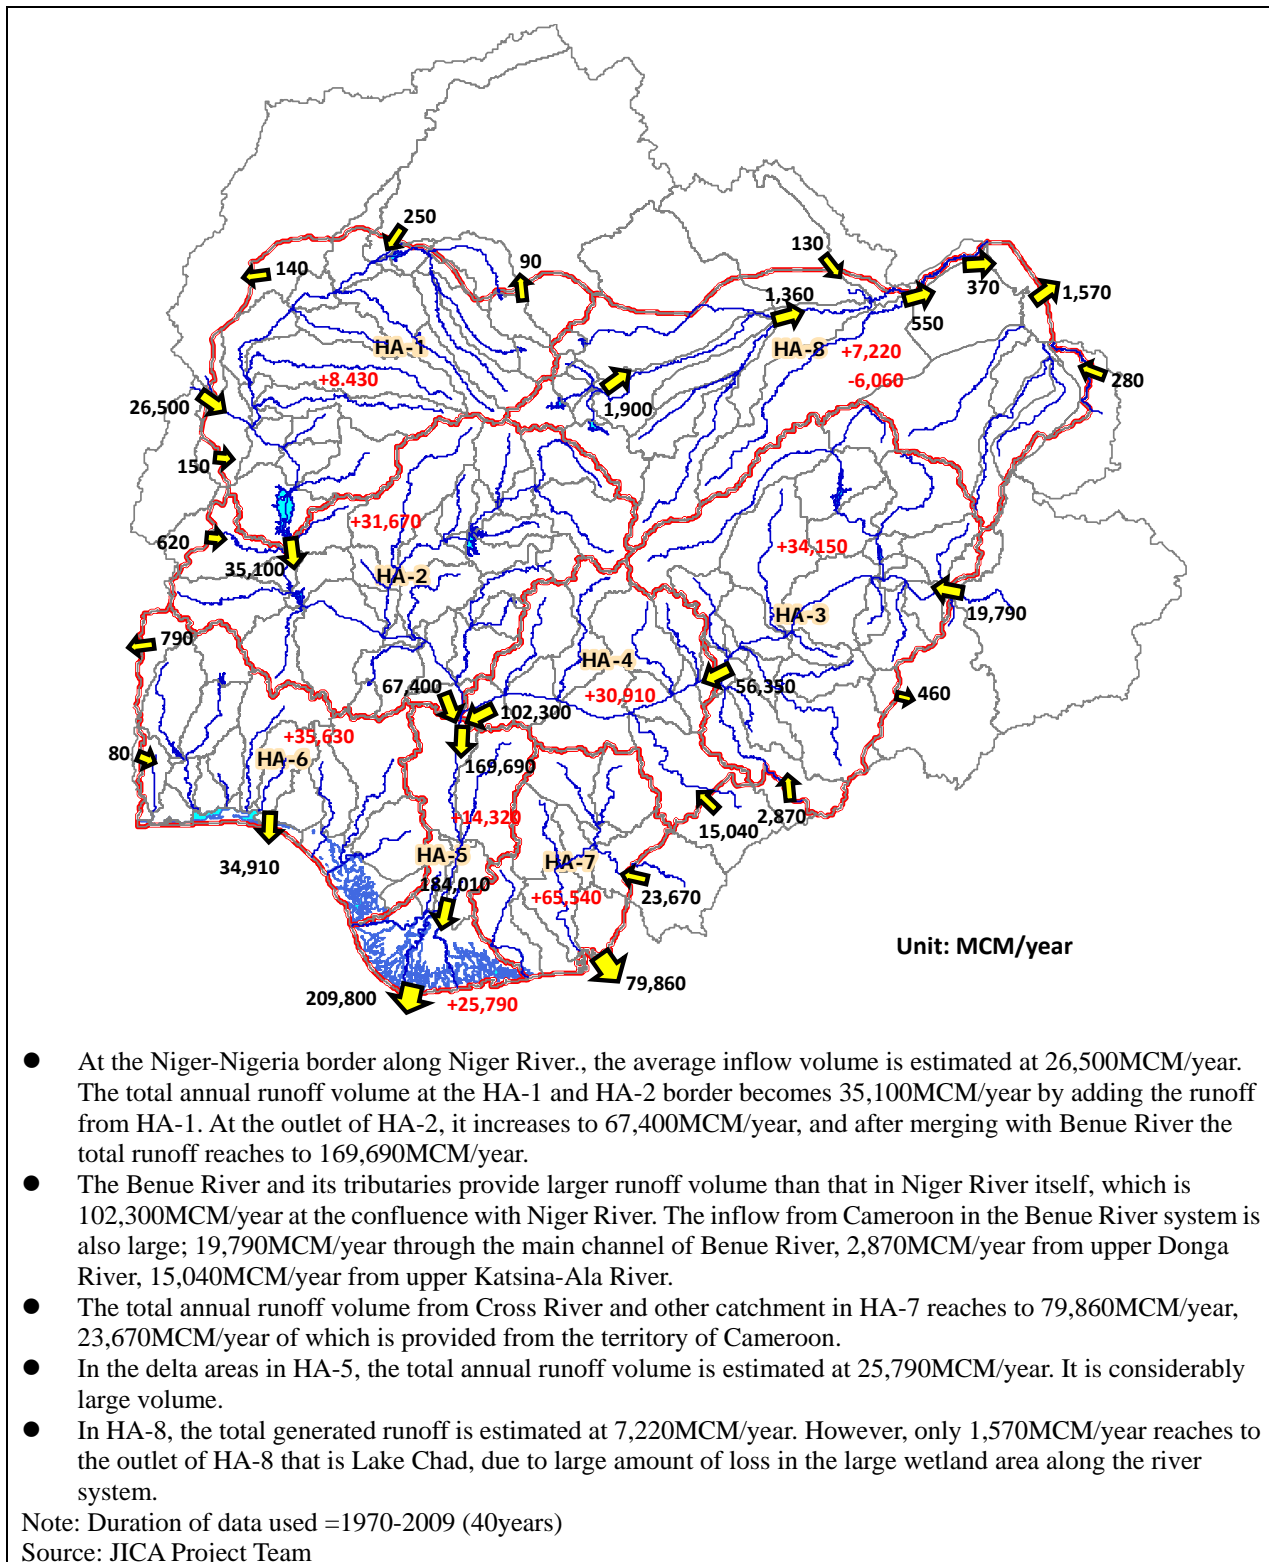 250
140
90
130
370
1,570
1,360
550
HA-1
HA-8
+7,220
+8.430
-6,060
280
26,500
1,900
150
+31,670
620
+34,150
35,100
HA-2
19,790
HA-3
790
HA-4
67,400
56,350
460
+30,910
102,300
+35,630
80
HA-6
169,690
2,870
+14,320
15,040
34,910
HA-5
HA-7
184,010
23,670
+65,540
Unit: MCM/year
79,860
209,800
+25,790
● At the Niger-Nigeria border along Niger River., the average inflow volume is estimated at 26,500MCM/year.
The total annual runoff volume at the HA-1 and HA-2 border becomes 35,100MCM/year by adding the runoff
from HA-1. At the outlet of HA-2, it increases to 67,400MCM/year, and after merging with Benue River the
total runoff reaches to 169,690MCM/year.
● The Benue River and its tributaries provide larger runoff volume than that in Niger River itself, which is
102,300MCM/year at the confluence with Niger River. The inflow from Cameroon in the Benue River system is
also large; 19,790MCM/year through the main channel of Benue River, 2,870MCM/year from upper Donga
River, 15,040MCM/year from upper Katsina-Ala River.
● The total annual runoff volume from Cross River and other catchment in HA-7 reaches to 79,860MCM/year,
23,670MCM/year of which is provided from the territory of Cameroon.
● In the delta areas in HA-5, the total annual runoff volume is estimated at 25,790MCM/year. It is considerably
large volume.
● In HA-8, the total generated runoff is estimated at 7,220MCM/year. However, only 1,570MCM/year reaches to
the outlet of HA-8 that is Lake Chad, due to large amount of loss in the large wetland area along the river
system.
Note: Duration of data used =1970-2009 (40years)
Source: JICA Project Team